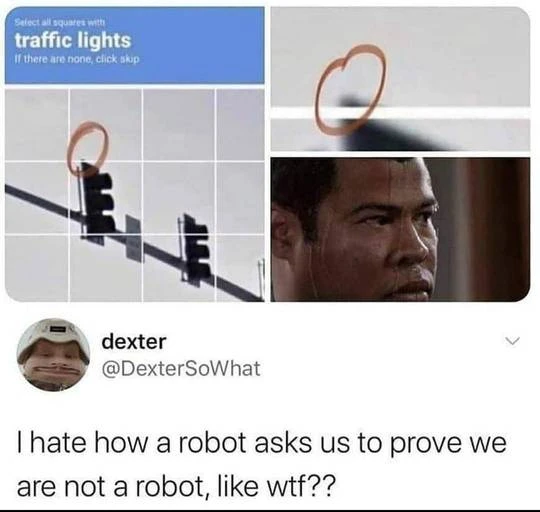 Select all squares with
traffic lights
If there are none, click skip
dexter
@DexterSoWhat
I hate how a robot asks us to prove we
are not a robot, like wtf??